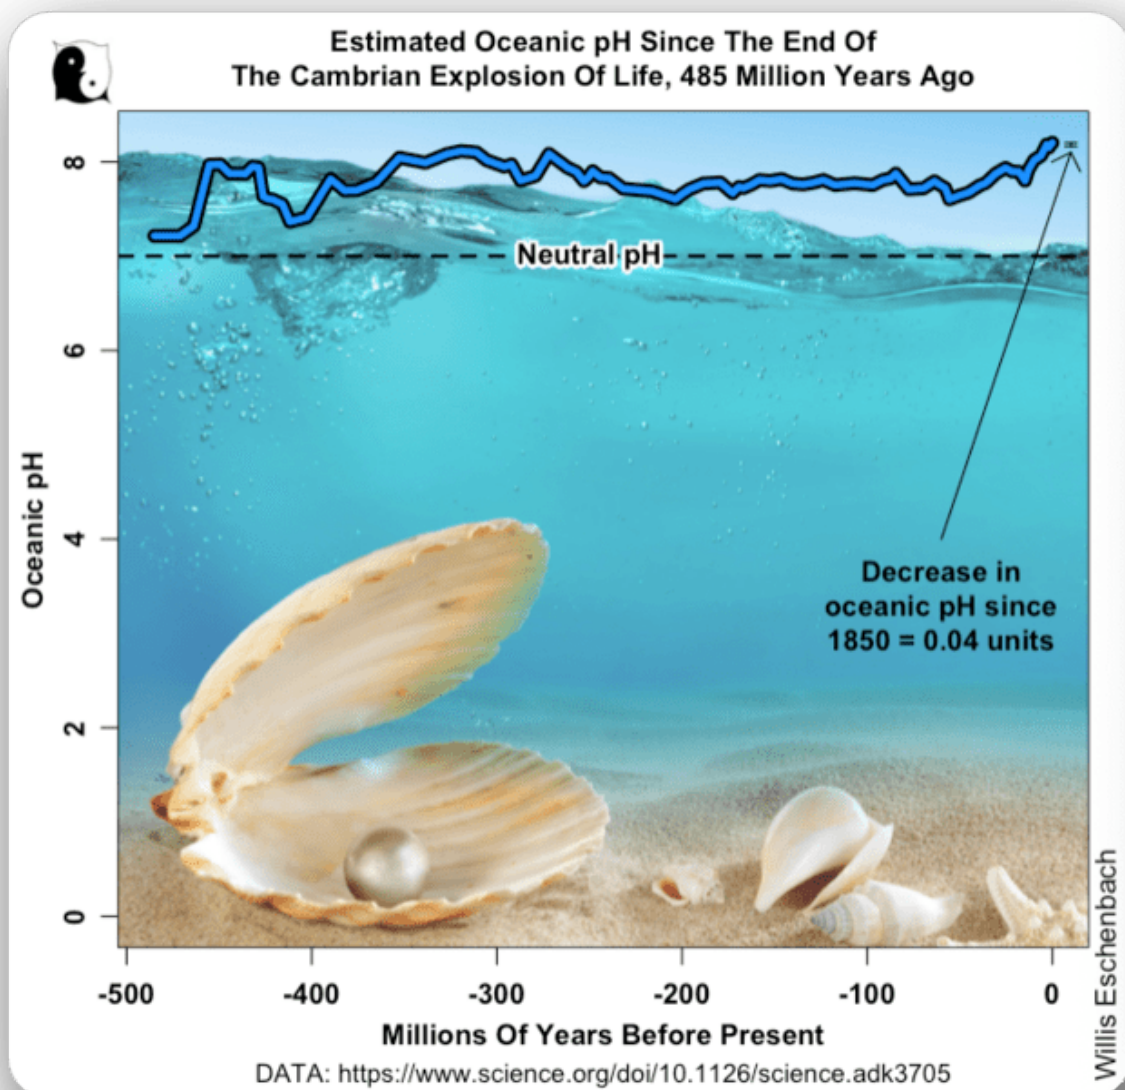 Estimated Oceanic pH Since The End Of
The Cambrian Explosion Of Life, 485 Million Years Ago
8
6
4
2
0
Oceanic pH
Neutral pH
Decrease in
oceanic pH since
1850 = 0.04 units
-500
-400
-300
-200
-100
0
Millions Of Years Before Present
DATA: https://www.science.org/doi/10.1126/science.adk3705
Willis Eschenbach